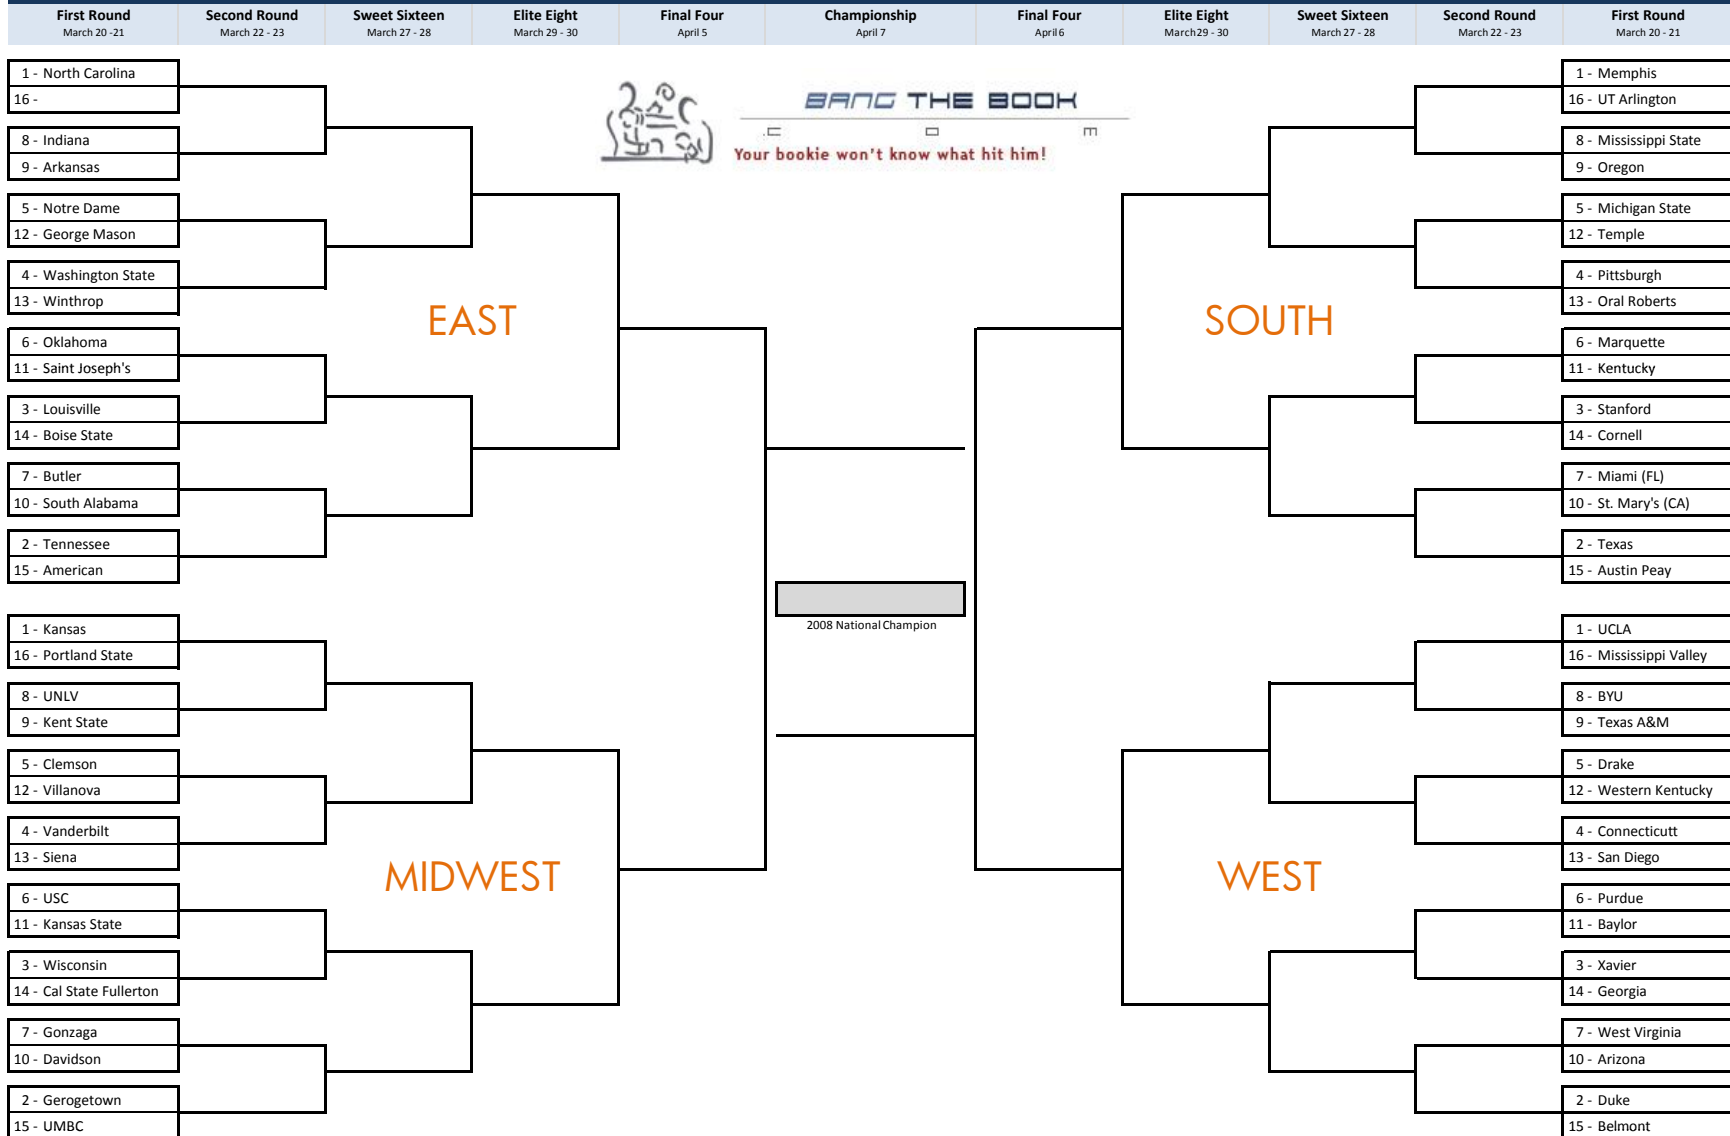 First Round
March 20 -21
Second Round
March 22 - 23
Sweet Sixteen
March 27 - 28
Elite Eight
March 29 - 30
Final Four
April 5
Championship
April 7
Final Four
April 6
Elite Eight
March 29 - 30
Sweet Sixteen
March 27 - 28
Second Round
March 22 - 23
First Round
March 20 - 21
BANG THE BOOK
Your bookie won't know what hit him!
1 - North Carolina
16 -
8 - Indiana
9 - Arkansas
5 - Notre Dame
12 - George Mason
4 - Washington State
13 - Winthrop
EAST
6 - Oklahoma
11 - Saint Joseph's
3 - Louisville
14 - Boise State
7 - Butler
10 - South Alabama
2 - Tennessee
15 - American
1 - Kansas
16 - Portland State
8 - UNLV
9 - Kent State
5 - Clemson
12 - Villanova
4 - Vanderbilt
13 - Siena
MIDWEST
6 - USC
11 - Kansas State
3 - Wisconsin
14 - Cal State Fullerton
7 - Gonzaga
10 - Davidson
2 - Gerogetown
15 - UMBC
2008 National Champion
1 - Memphis
16 - UT Arlington
8 - Mississippi State
9 - Oregon
5 - Michigan State
12 - Temple
4 - Pittsburgh
13 - Oral Roberts
SOUTH
6 - Marquette
11 - Kentucky
3 - Stanford
14 - Cornell
7 - Miami (FL)
10 - St. Mary's (CA)
2 - Texas
15 - Austin Peay
1 - UCLA
16 - Mississippi Valley
8 - BYU
9 - Texas A&M
5 - Drake
12 - Western Kentucky
4 - Connecticutt
13 - San Diego
WEST
6 - Purdue
11 - Baylor
3 - Xavier
14 - Georgia
7 - West Virginia
10 - Arizona
2 - Duke
15 - Belmont